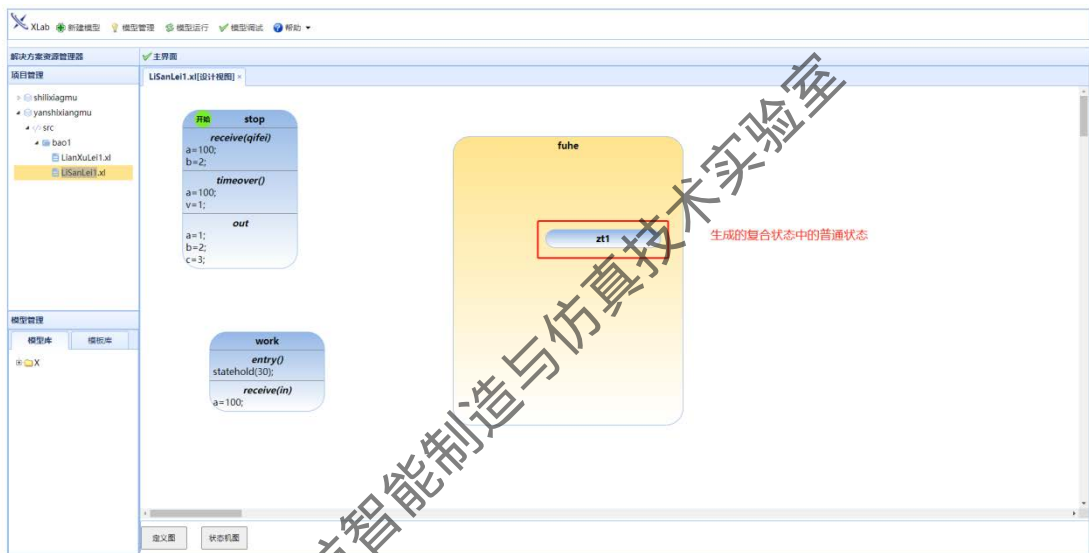 XLab 新建模型 模型管理 模型运行 模型调试 帮助
解决方案资源管理器
主界面
项目管理
LiSanLei1.xl[设计视图] ×
shilixiagmu
yanshixiangmu
src
bao1
LianXuLei1.xl
LiSanLei1.xl
开始 stop
receive(qifei)
a=100;
b=2;
timeover()
a=100;
v=1;
out
a=1;
b=2;
c=3;
fuhe
zt1
生成的复合状态中的普通状态
work
entry()
statehold(30);
receive(in)
a=100;
模型管理
模型库 模板库
X
定义图 状态机图
智能制造与仿真技术实验室